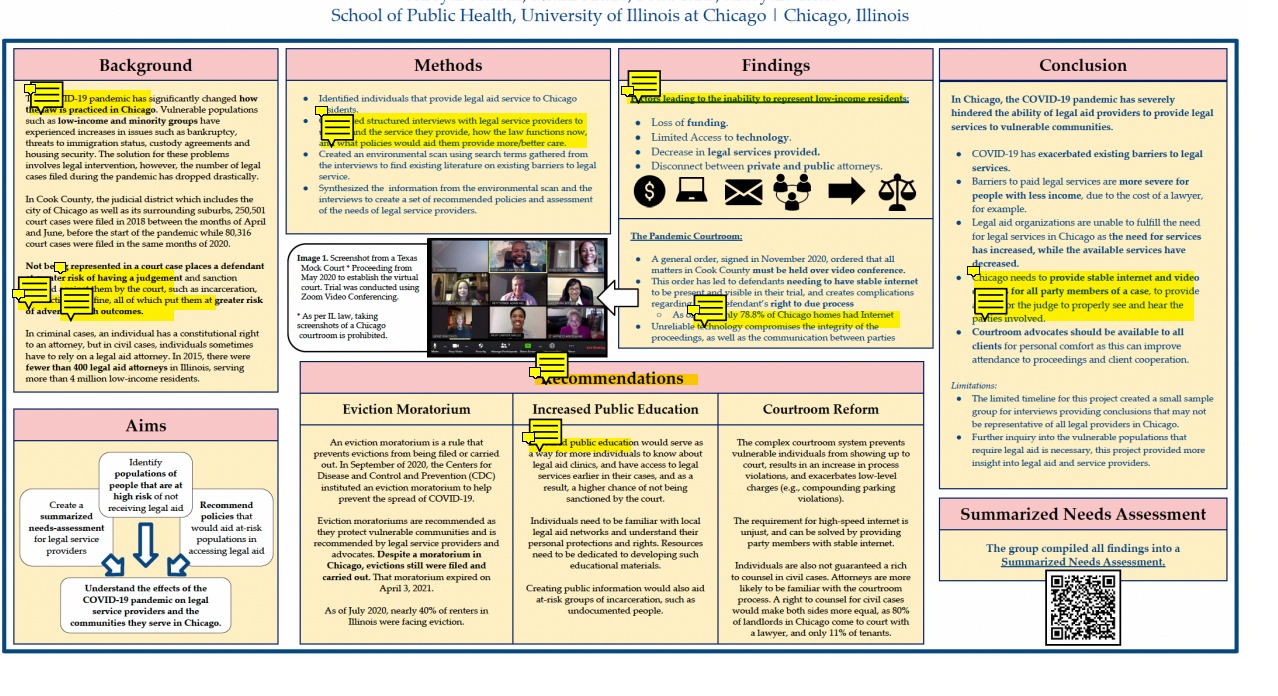 School of Public Health, University of Illinois at Chicago | Chicago, Illinois
Background
COVID-19 pandemic has significantly changed how
the law is practiced in Chicago. Vulnerable populations
such as low-income and minority groups have
experienced increases in issues such as bankruptcy,
threats to immigration status, custody agreements and
housing security. The solution for these problems
involves legal intervention, however, the number of legal
cases filed during the pandemic has dropped drastically.
In Cook County, the judicial district which includes the
city of Chicago as well as its surrounding suburbs, 250,501
court cases were filed in 2018 between the months of April
and June, before the start of the pandemic while 80,316
court cases were filed in the same months of 2020.
Not be represented in a court case places a defendant
greater risk of having a judgement and sanction
them by the court, such as incarceration,
fine, all of which put them at greater risk
of outcomes.
In criminal cases, an individual has a constitutional right
to an attorney, but in civil cases, individuals sometimes
have to rely on a legal aid attorney. In 2015, there were
fewer than 400 legal aid attorneys in Illinois, serving
more than 4 million low-income residents.
Aims
Identify
populations of
people that are at
high risk of not
receiving legal aid
Create a
summarized
needs-assessment
for legal service
providers
Recommend
policies that
would aid at-risk
populations in
accessing legal aid
Understand the effects of the
COVID-19 pandemic on legal
service providers and the
communities they serve in Chicago.
Methods
● Identified individuals that provide legal aid service to Chicago
residents.
● structured interviews with legal service providers to
the service they provide, how the law functions now,
and what policies would aid them provide more/better care.
● Created an environmental scan using search terms gathered from
the interviews to find existing literature on existing barriers to legal
service.
● Synthesized the information from the environmental scan and the
interviews to create a set of recommended policies and assessment
of the needs of legal service providers.
Image 1. Screenshot from a Texas
Mock Court * Proceeding from
May 2020 to establish the virtual
court. Trial was conducted using
Zoom Video Conferencing.
* As per IL law, taking
screenshots of a Chicago
courtroom is prohibited.
Findings
Factors leading to the inability to represent low-income residents:
● Loss of funding.
● Limited Access to technology.
● Decrease in legal services provided.
● Disconnect between private and public attorneys.
The Pandemic Courtroom:
● A general order, signed in November 2020, ordered that all
matters in Cook County must be held over video conference.
● This order has led to defendants needing to have stable internet
to be present and visible in their trial, and creates complications
regarding defendant's right to due process
○ As only 78.8% of Chicago homes had Internet
● Unreliable technology compromises the integrity of the
proceedings, as well as the communication between parties
Recommendations
Eviction Moratorium
An eviction moratorium is a rule that
prevents evictions from being filed or carried
out. In September of 2020, the Centers for
Disease and Control and Prevention (CDC)
instituted an eviction moratorium to help
prevent the spread of COVID-19.
Eviction moratoriums are recommended as
they protect vulnerable communities and is
recommended by legal service providers and
advocates. Despite a moratorium in
Chicago, evictions still were filed and
carried out. That moratorium expired on
April 3, 2021.
As of July 2020, nearly 40% of renters in
Illinois were facing eviction.
Increased Public Education
public education would serve as
a way for more individuals to know about
legal aid clinics, and have access to legal
services earlier in their cases, and as a
result, a higher chance of not being
sanctioned by the court.
Individuals need to be familiar with local
legal aid networks and understand their
personal protections and rights. Resources
need to be dedicated to developing such
educational materials.
Creating public information would also aid
at-risk groups of incarceration, such as
undocumented people.
Courtroom Reform
The complex courtroom system prevents
vulnerable individuals from showing up to
court, results in an increase in process
violations, and exacerbates low-level
charges (e.g., compounding parking
violations).
The requirement for high-speed internet is
unjust, and can be solved by providing
party members with stable internet.
Individuals are also not guaranteed a rich
to counsel in civil cases. Attorneys are more
likely to be familiar with the courtroom
process. A right to counsel for civil cases
would make both sides more equal, as 80%
of landlords in Chicago come to court with
a lawyer, and only 11% of tenants.
Conclusion
In Chicago, the COVID-19 pandemic has severely
hindered the ability of legal aid providers to provide legal
services to vulnerable communities.
● COVID-19 has exacerbated existing barriers to legal
services.
● Barriers to paid legal services are more severe for
people with less income, due to the cost of a lawyer,
for example.
● Legal aid organizations are unable to fulfill the need
for legal services in Chicago as the need for services
has increased, while the available services have
decreased.
● Chicago needs to provide stable internet and video
for all party members of a case, to provide
for the judge to properly see and hear the
parties involved.
● Courtroom advocates should be available to all
clients for personal comfort as this can improve
attendance to proceedings and client cooperation.
Limitations:
● The limited timeline for this project created a small sample
group for interviews providing conclusions that may not
be representative of all legal providers in Chicago.
● Further inquiry into the vulnerable populations that
require legal aid is necessary, this project provided more
insight into legal aid and service providers.
Summarized Needs Assessment
The group compiled all findings into a
Summarized Needs Assessment.